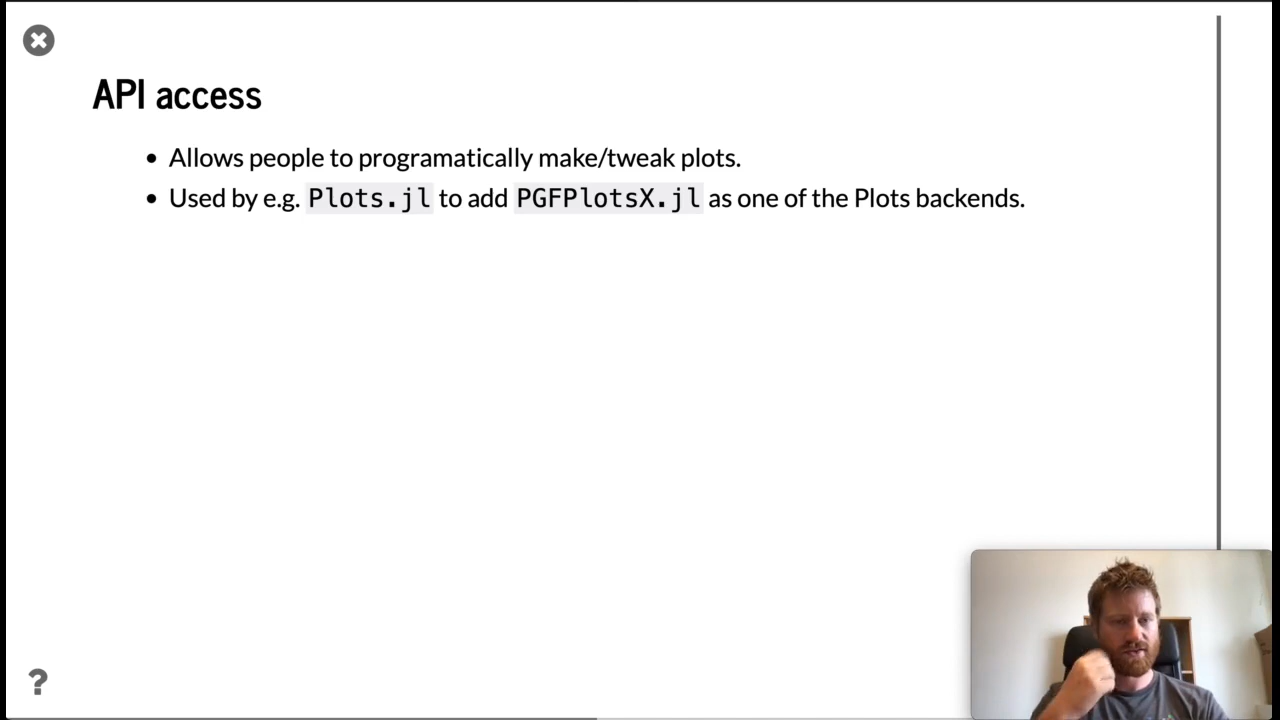 API access
Allows people to programatically make/tweak plots.
Used by e.g. Plots.jl to add PGFPlotsX.jl as one of the Plots backends.
?